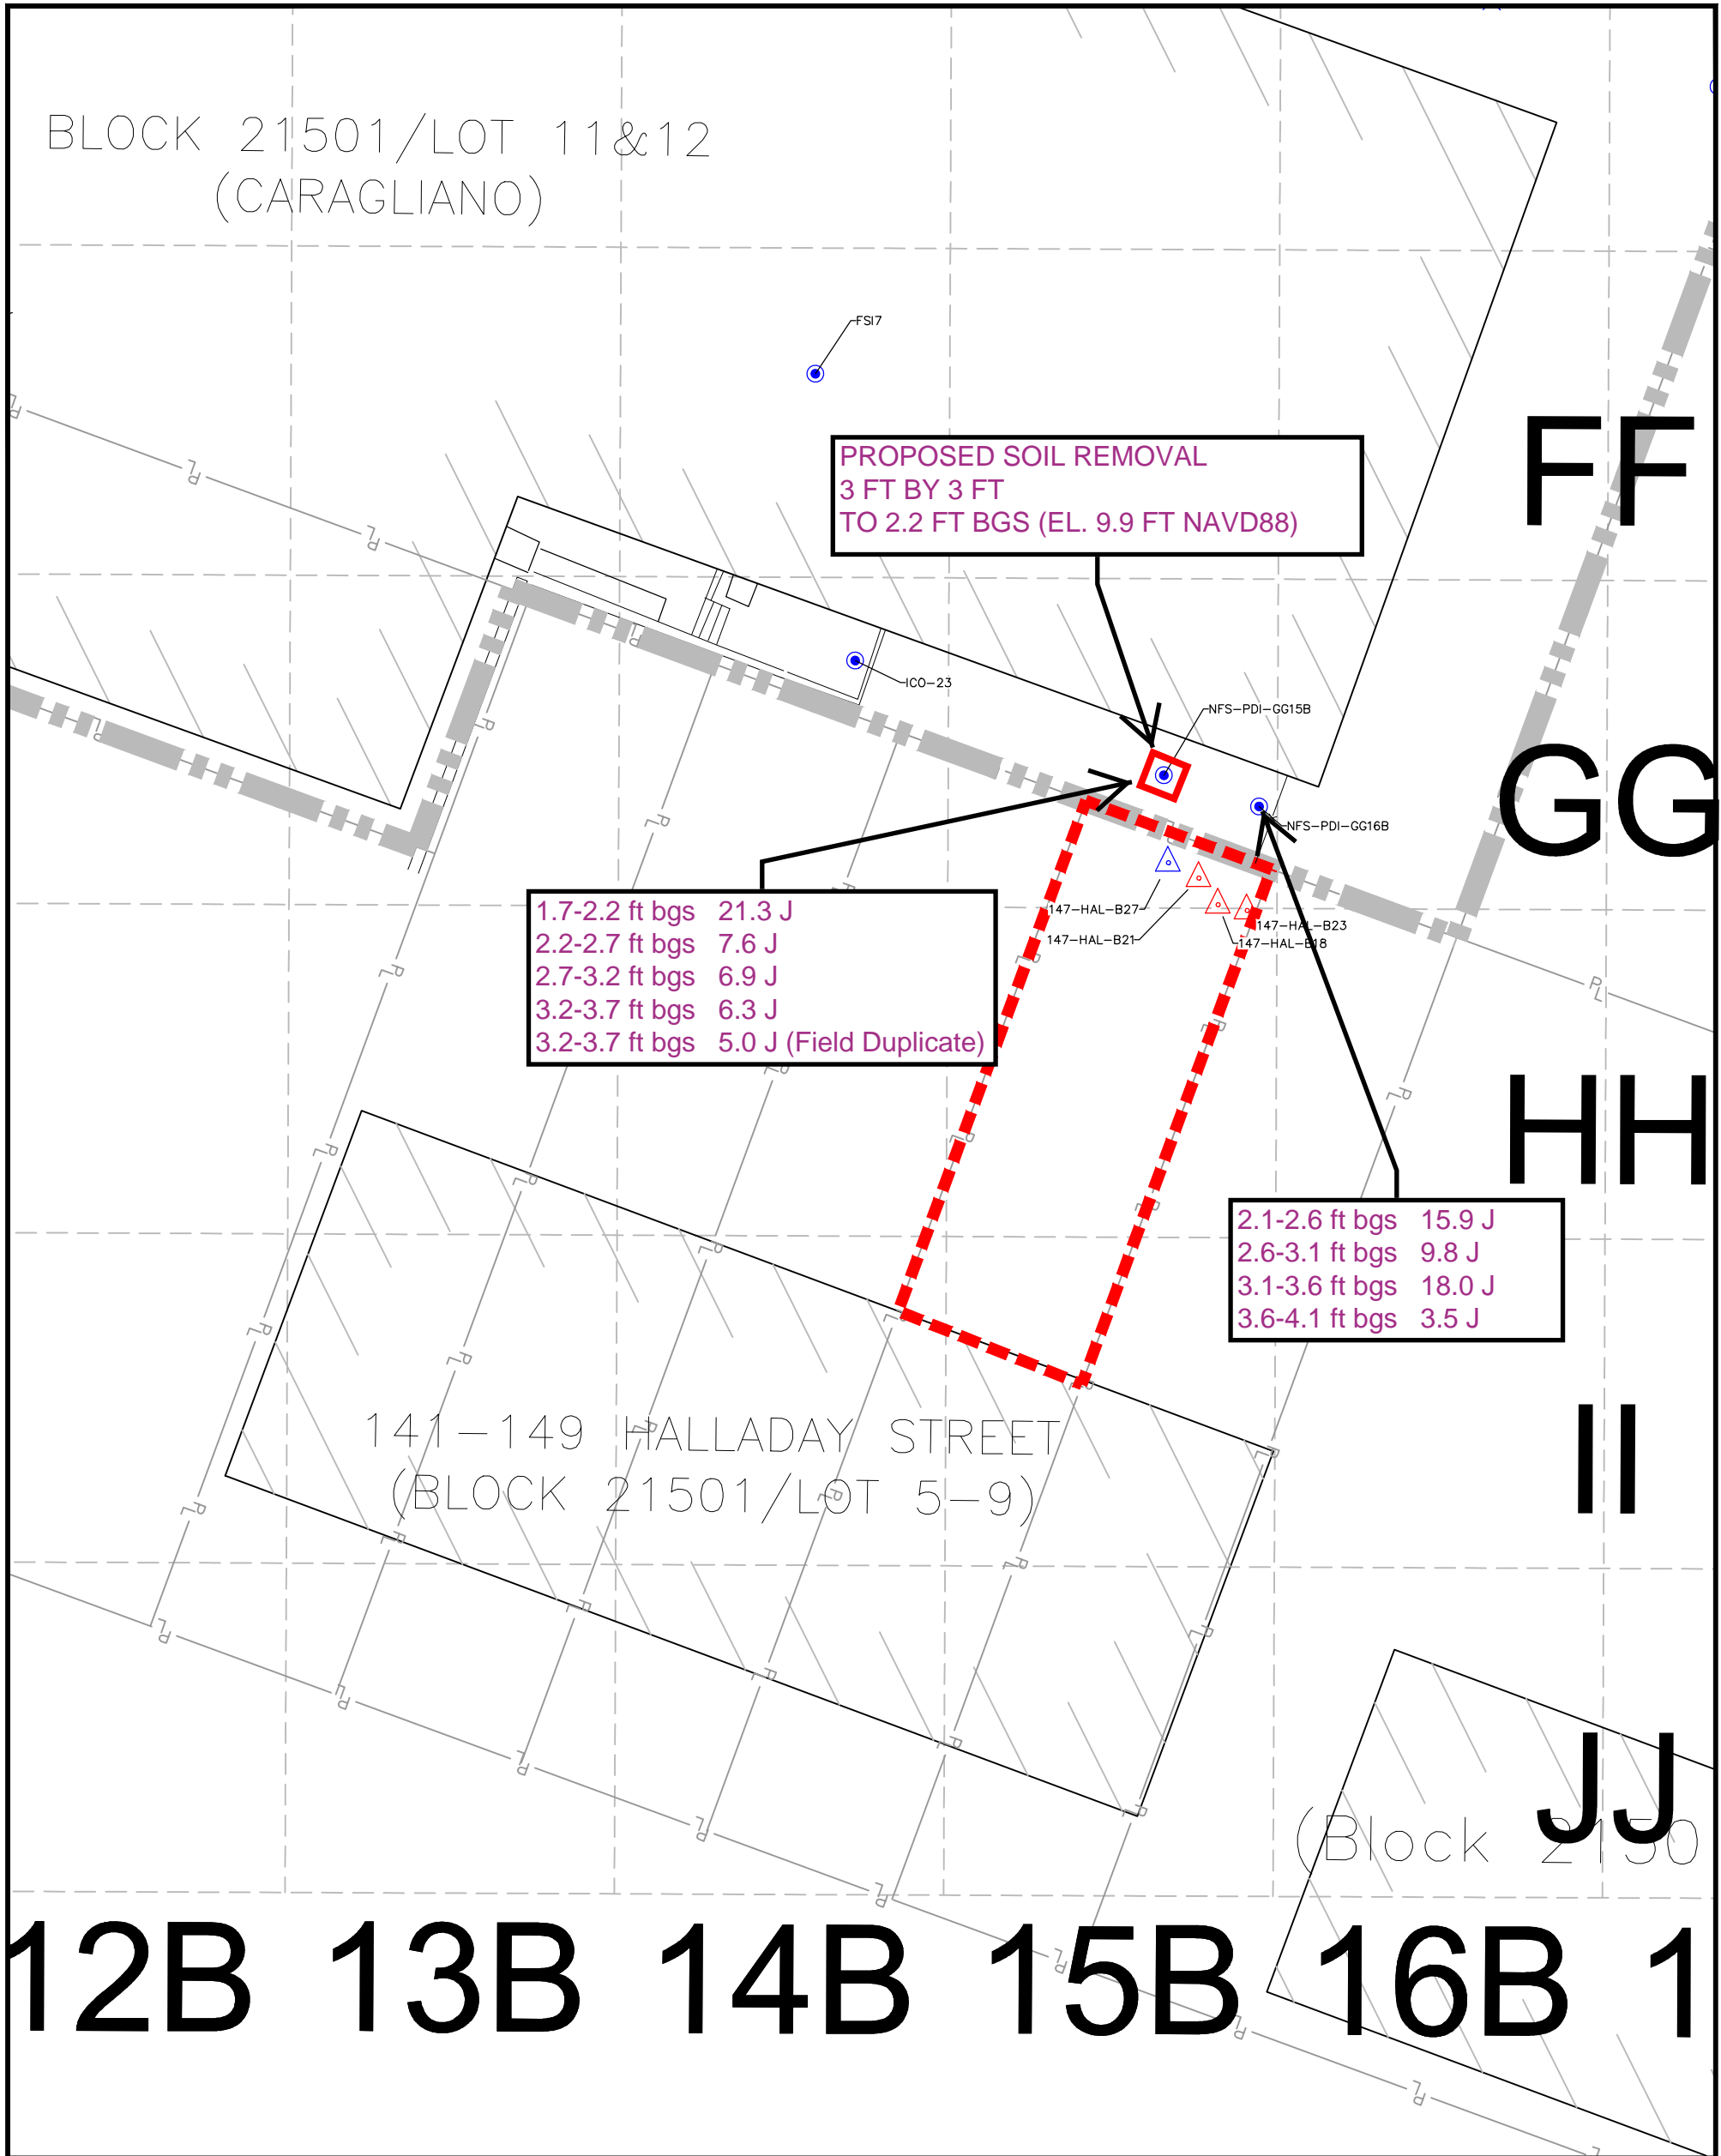 BLOCK 21501/LOT 11&12
(CARAGLIANO)
FSI7
PROPOSED SOIL REMOVAL
3 FT BY 3 FT
TO 2.2 FT BGS (EL. 9.9 FT NAVD88)
FF
ICO-23
NFS-PDI-GG15B
NFS-PDI-GG16B
GG
1.7-2.2 ft bgs 21.3 J
2.2-2.7 ft bgs 7.6 J
2.7-3.2 ft bgs 6.9 J
3.2-3.7 ft bgs 6.3 J
3.2-3.7 ft bgs 5.0 J (Field Duplicate)
147-HAL-B27
147-HAL-B21
147-HAL-B23
147-HAL-B18
HH
2.1-2.6 ft bgs 15.9 J
2.6-3.1 ft bgs 9.8 J
3.1-3.6 ft bgs 18.0 J
3.6-4.1 ft bgs 3.5 J
141-149 HALLADAY STREET
(BLOCK 21501/LOT 5-9)
II
JJ
(Block 2150
12B 13B 14B 15B 16B 1